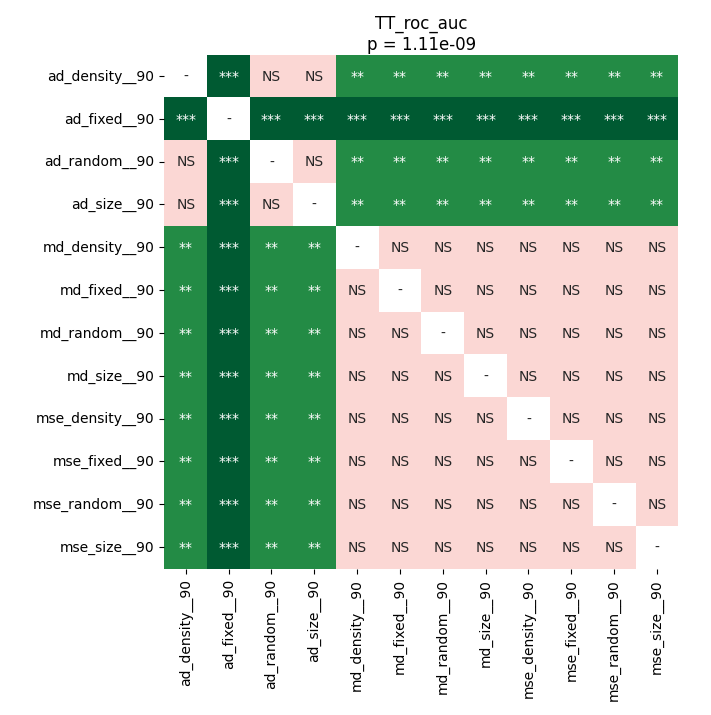 TT_roc_auc
p = 1.11e-09
ad_density__90 - *** NS NS ** ** ** ** ** ** ** **
ad_fixed__90 *** - *** *** *** *** *** *** *** *** *** ***
ad_random__90 NS *** - NS ** ** ** ** ** ** ** **
ad_size__90 NS *** NS - ** ** ** ** ** ** ** **
md_density__90 ** *** ** ** - NS NS NS NS NS NS NS
md_fixed__90 ** *** ** ** NS - NS NS NS NS NS NS
md_random__90 ** *** ** ** NS NS - NS NS NS NS NS
md_size__90 ** *** ** ** NS NS NS - NS NS NS NS
mse_density__90 ** *** ** ** NS NS NS NS - NS NS NS
mse_fixed__90 ** *** ** ** NS NS NS NS NS - NS NS
mse_random__90 ** *** ** ** NS NS NS NS NS NS - NS
mse_size__90 ** *** ** ** NS NS NS NS NS NS NS -
ad_density__90
ad_fixed__90
ad_random__90
ad_size__90
md_density__90
md_fixed__90
md_random__90
md_size__90
mse_density__90
mse_fixed__90
mse_random__90
mse_size__90